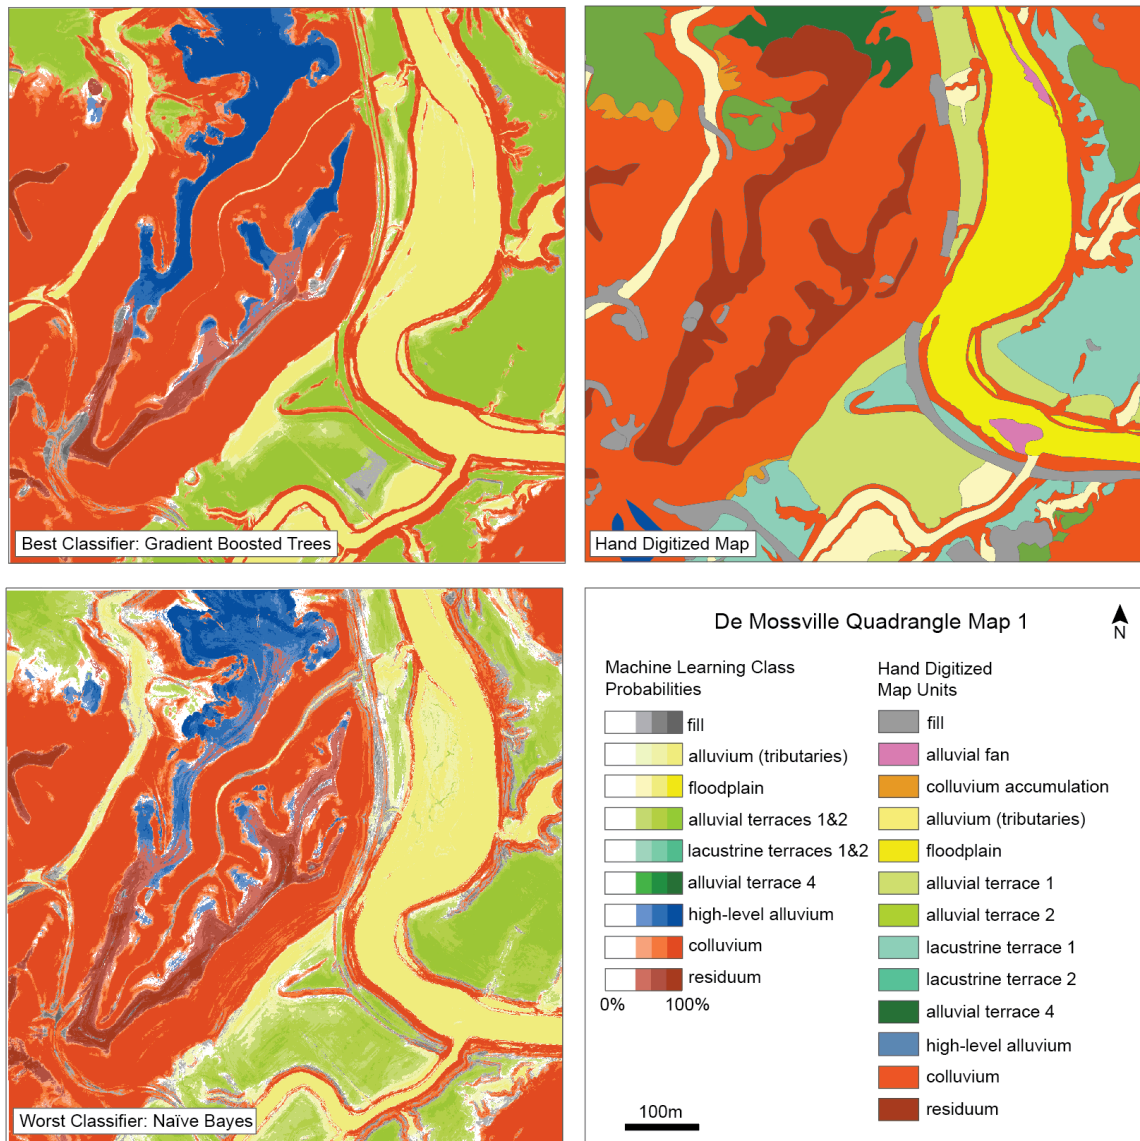 Best Classifier: Gradient Boosted Trees
Hand Digitized Map
Worst Classifier: Naïve Bayes
De Mossville Quadrangle Map 1
N
Machine Learning Class
Probabilities
fill
alluvium (tributaries)
floodplain
alluvial terraces 1&2
lacustrine terraces 1&2
alluvial terrace 4
high-level alluvium
colluvium
residuum
0% 100%
Hand Digitized
Map Units
fill
alluvial fan
colluvium accumulation
alluvium (tributaries)
floodplain
alluvial terrace 1
alluvial terrace 2
lacustrine terrace 1
lacustrine terrace 2
alluvial terrace 4
high-level alluvium
colluvium
residuum
100m